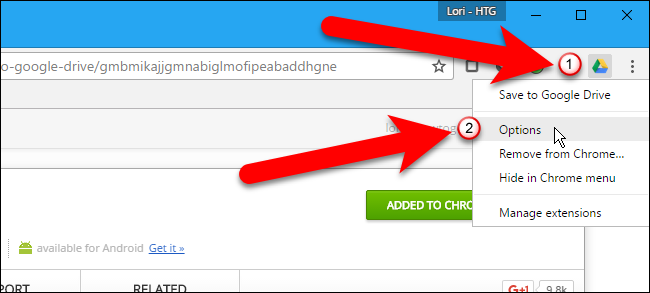 Lori - HTG
o-google-drive/gmbmikajjgmnabiglmofipeabaddhgne
1
Save to Google Drive
2
Options
Remove from Chrome...
Hide in Chrome menu
ADDED TO CHRO
Manage extensions
available for Android Get it »
PORT
RELATED
G+1
9.8k